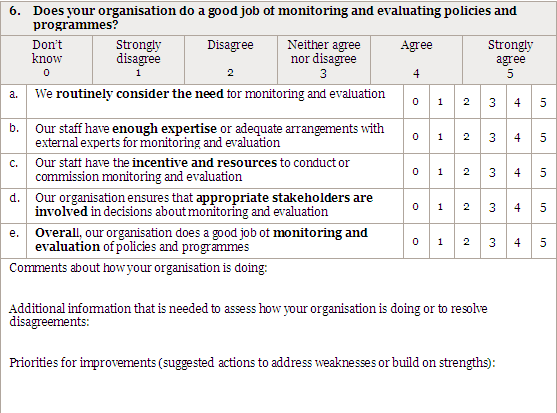 6. Does your organisation do a good job of monitoring and evaluating policies and
programmes?
Don't Strongly Disagree Neither agree Agree Strongly
know disagree nor disagree agree
0 1 2 3 4 5
a. We routinely consider the need for monitoring and evaluation 0 1 2 3 4 5
b. Our staff have enough expertise or adequate arrangements with
external experts for monitoring and evaluation 0 1 2 3 4 5
c. Our staff have the incentive and resources to conduct or
commission monitoring and evaluation 0 1 2 3 4 5
d. Our organisation ensures that appropriate stakeholders are
involved in decisions about monitoring and evaluation 0 1 2 3 4 5
e. Overall, our organisation does a good job of monitoring and
evaluation of policies and programmes 0 1 2 3 4 5
Comments about how your organisation is doing:
Additional information that is needed to assess how your organisation is doing or to resolve
disagreements:
Priorities for improvements (suggested actions to address weaknesses or build on strengths):